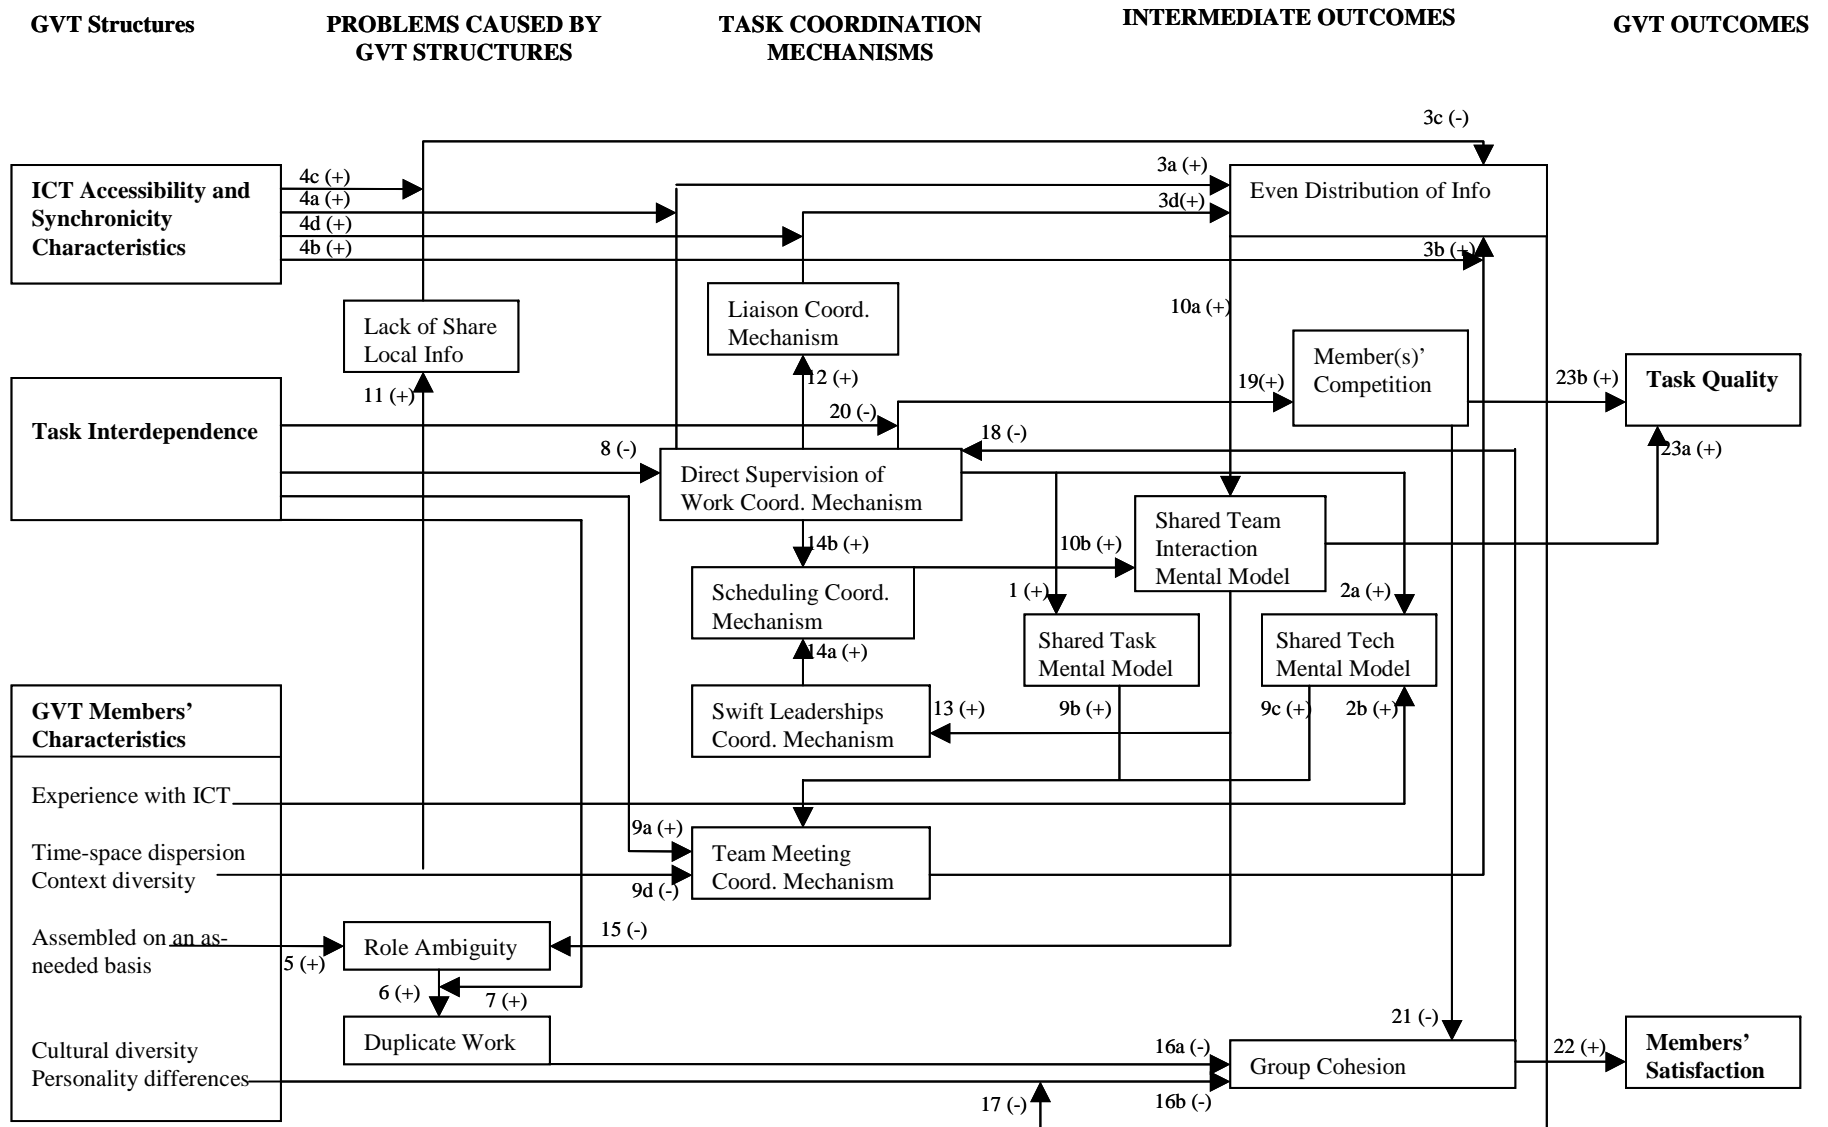 GVT Structures
PROBLEMS CAUSED BY
GVT STRUCTURES
TASK COORDINATION
MECHANISMS
INTERMEDIATE OUTCOMES
GVT OUTCOMES
3c (-)
ICT Accessibility and
Synchronicity
Characteristics
4c (+)
4a (+)
4d (+)
4b (+)
3a (+)
3d(+)
Even Distribution of Info
3b (+)
Lack of Share
Local Info
Liaison Coord.
Mechanism
10a (+)
Member(s)’
Competition
11 (+)
12 (+)
19(+)
23b (+)
Task Quality
Task Interdependence
20 (-)
18 (-)
8 (-)
23a (+)
Direct Supervision of
Work Coord. Mechanism
Shared Team
Interaction
Mental Model
14b (+)
10b (+)
Scheduling Coord.
Mechanism
1 (+)
2a (+)
14a (+)
Shared Task
Mental Model
Shared Tech
Mental Model
GVT Members’
Characteristics
Swift Leaderships
Coord. Mechanism
13 (+)
9b (+)
9c (+)
2b (+)
Experience with ICT
9a (+)
Time-space dispersion
Context diversity
Team Meeting
Coord. Mechanism
9d (-)
Assembled on an as-
needed basis
5 (+)
Role Ambiguity
15 (-)
6 (+)
7 (+)
Duplicate Work
21 (-)
Cultural diversity
Personality differences
16a (-)
Group Cohesion
22 (+)
Members’
Satisfaction
17 (-)
16b (-)